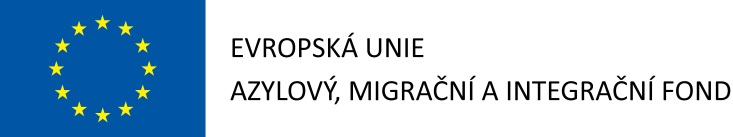 EVROPSKÁ UNIE
AZYLOVÝ, MIGRAČNÍ A INTEGRAČNÍ FOND